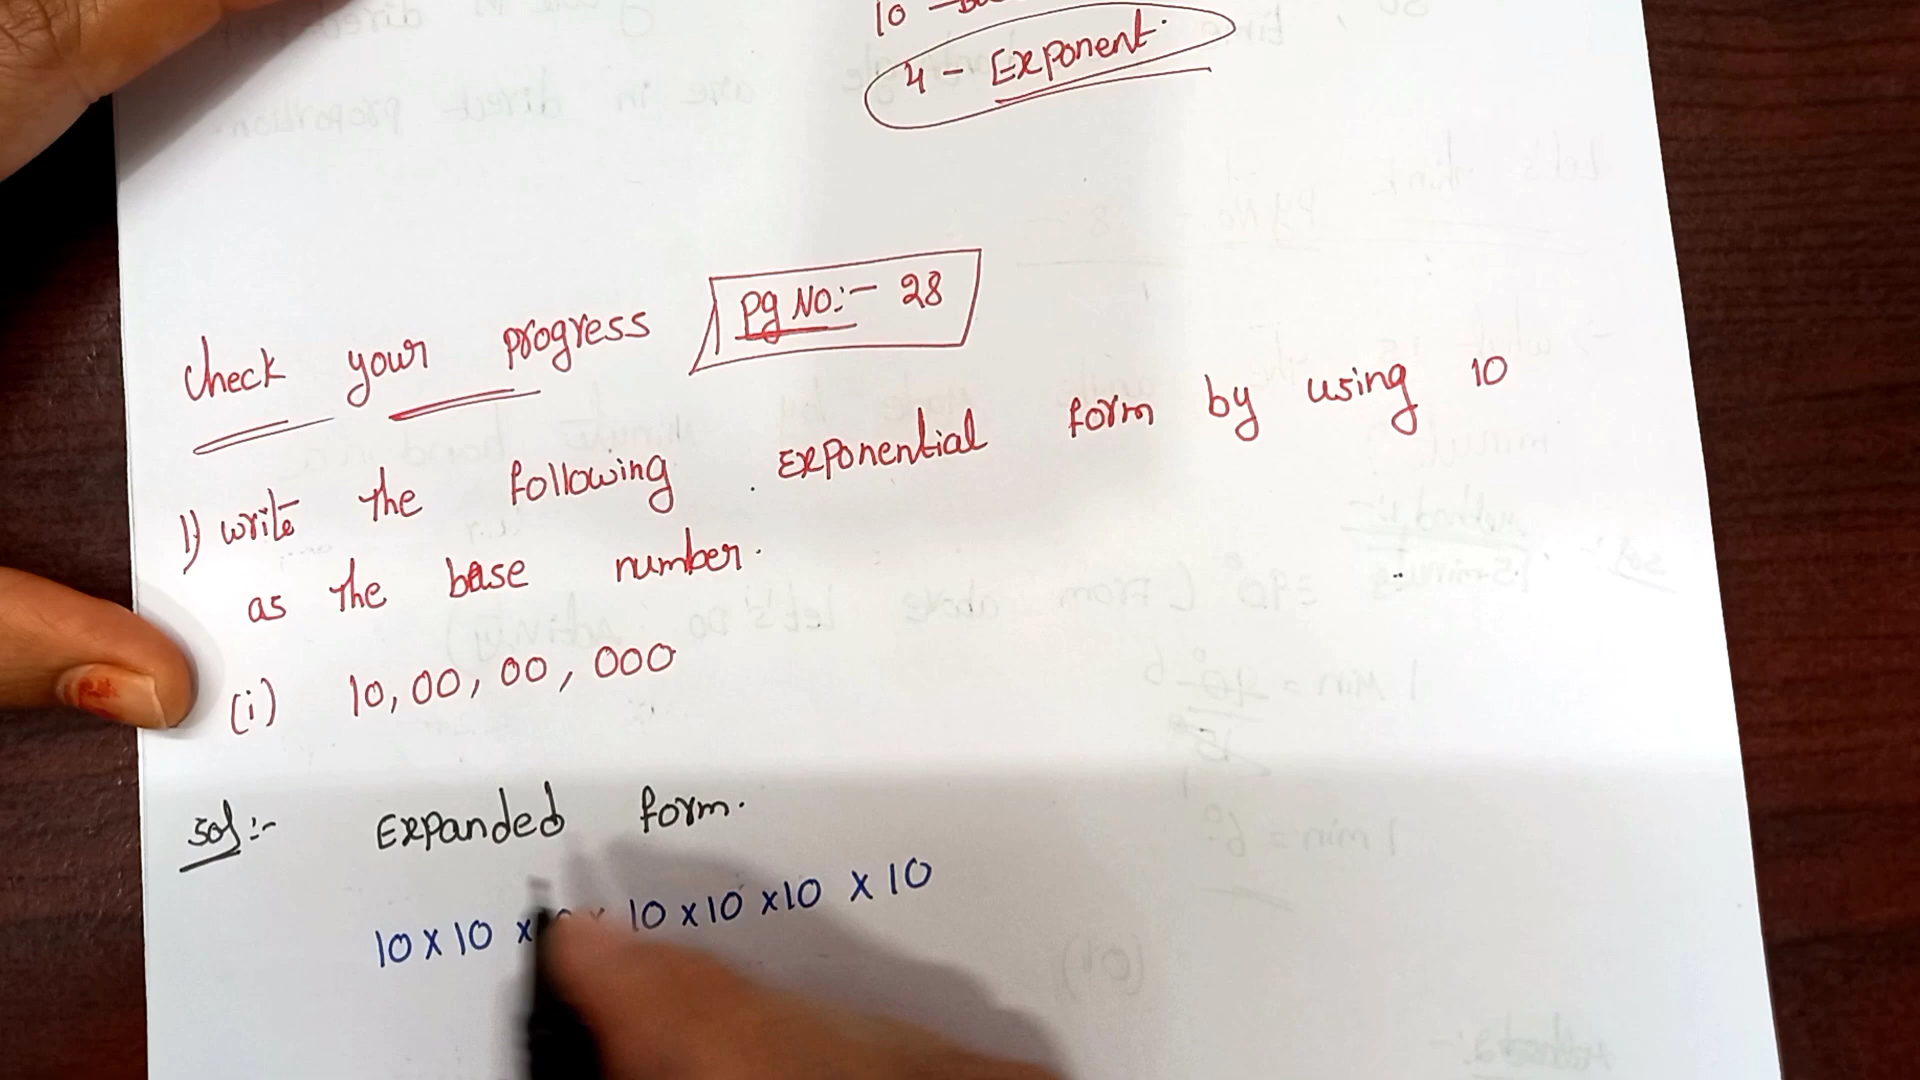 10 -
4 - Exponent.
Check your progress Pg No:- 28
1) write the following . Exponential form by using 10
as the base number.
(i) 10,00,00,000
Sol:- Expanded form.
10 x 10 x x 10 x 10 x 10 x 10